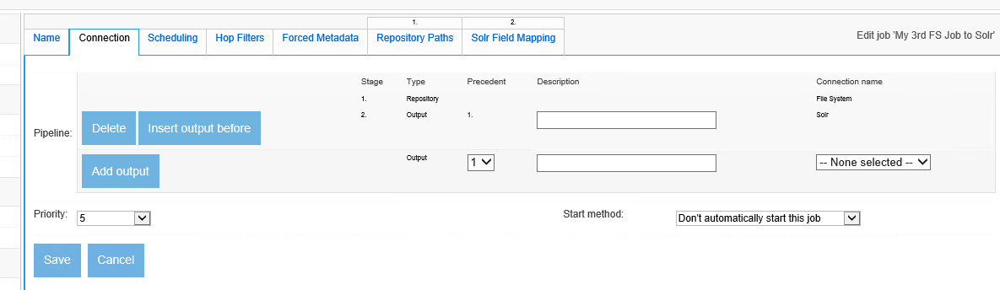 1. 2.
Name Connection Scheduling Hop Filters Forced Metadata Repository Paths Solr Field Mapping Edit job 'My 3rd FS Job to Solr'
Stage Type Precedent Description Connection name
1. Repository File System
2. Output 1. Solr
Pipeline: Delete Insert output before
Output 1 -- None selected --
Add output
Priority: 5 Start method: Don't automatically start this job
Save Cancel